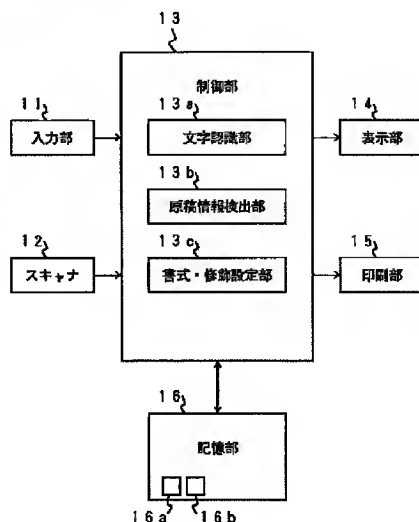 13
制御部
11
13a
14
入力部
文字認識部
表示部
13b
原稿情報検出部
12
13c
15
スキャナ
書式・修飾設定部
印刷部
16
記憶部
16a 16b